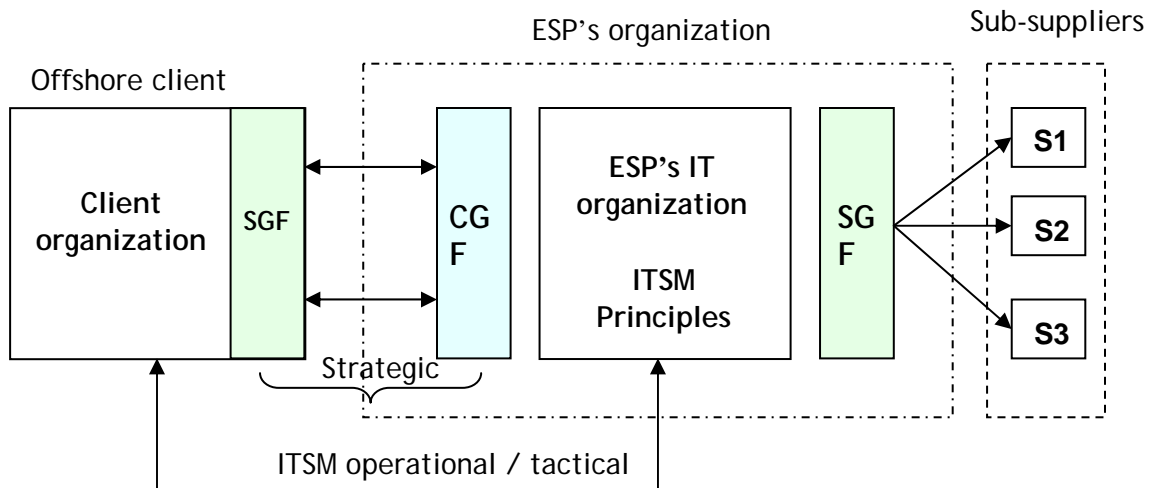 Sub-suppliers
ESP's organization
Offshore client
Client
organization
SGF
CG
F
ESP's IT
organization
ITSM
Principles
SG
F
S1
S2
S3
Strategic
ITSM operational / tactical